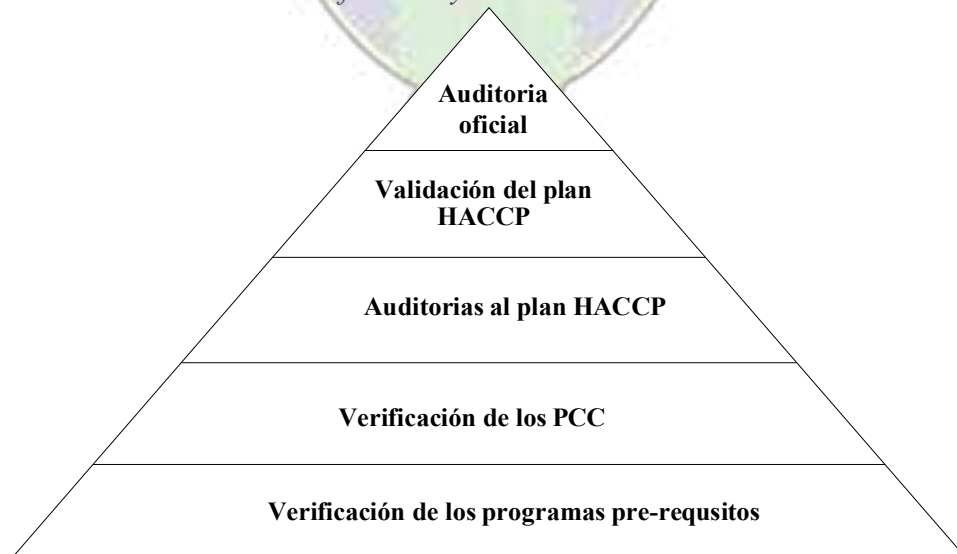 Auditoria
oficial
Validación del plan
HACCP
Auditorias al plan HACCP
Verificación de los PCC
Verificación de los programas pre-requsitos